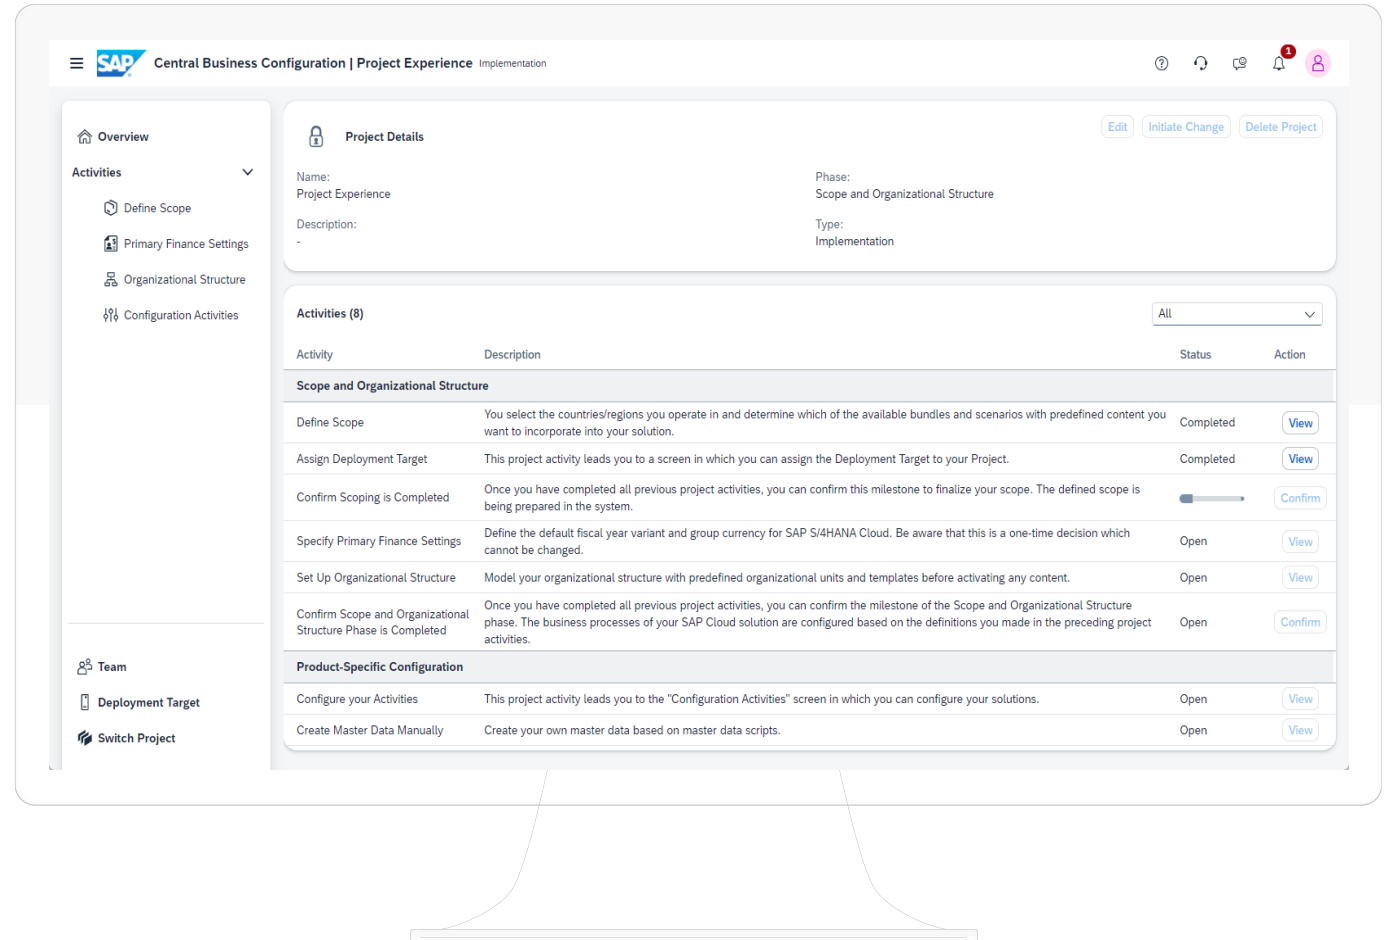 SAP
Central Business Configuration | Project Experience Implementation
1
Overview
Activities
Define Scope
Primary Finance Settings
Organizational Structure
Configuration Activities
Team
Deployment Target
Switch Project
Project Details
Edit Initiate Change Delete Project
Name: Phase:
Project Experience Scope and Organizational Structure
Description: Type:
- Implementation
Activities (8) All
Activity Description Status Action
Scope and Organizational Structure
Define Scope You select the countries/regions you operate in and determine which of the available bundles and scenarios with predefined content you Completed View
want to incorporate into your solution.
Assign Deployment Target This project activity leads you to a screen in which you can assign the Deployment Target to your Project. Completed View
Confirm Scoping is Completed Once you have completed all previous project activities, you can confirm this milestone to finalize your scope. The defined scope is Confirm
being prepared in the system.
Specify Primary Finance Settings Define the default fiscal year variant and group currency for SAP S/4HANA Cloud. Be aware that this is a one-time decision which Open View
cannot be changed.
Set Up Organizational Structure Model your organizational structure with predefined organizational units and templates before activating any content. Open View
Confirm Scope and Organizational Once you have completed all previous project activities, you can confirm the milestone of the Scope and Organizational Structure
Structure Phase is Completed phase. The business processes of your SAP Cloud solution are configured based on the definitions you made in the preceding project Open Confirm
activities.
Product-Specific Configuration
Configure your Activities This project activity leads you to the "Configuration Activities" screen in which you can configure your solutions. Open View
Create Master Data Manually Create your own master data based on master data scripts. Open View